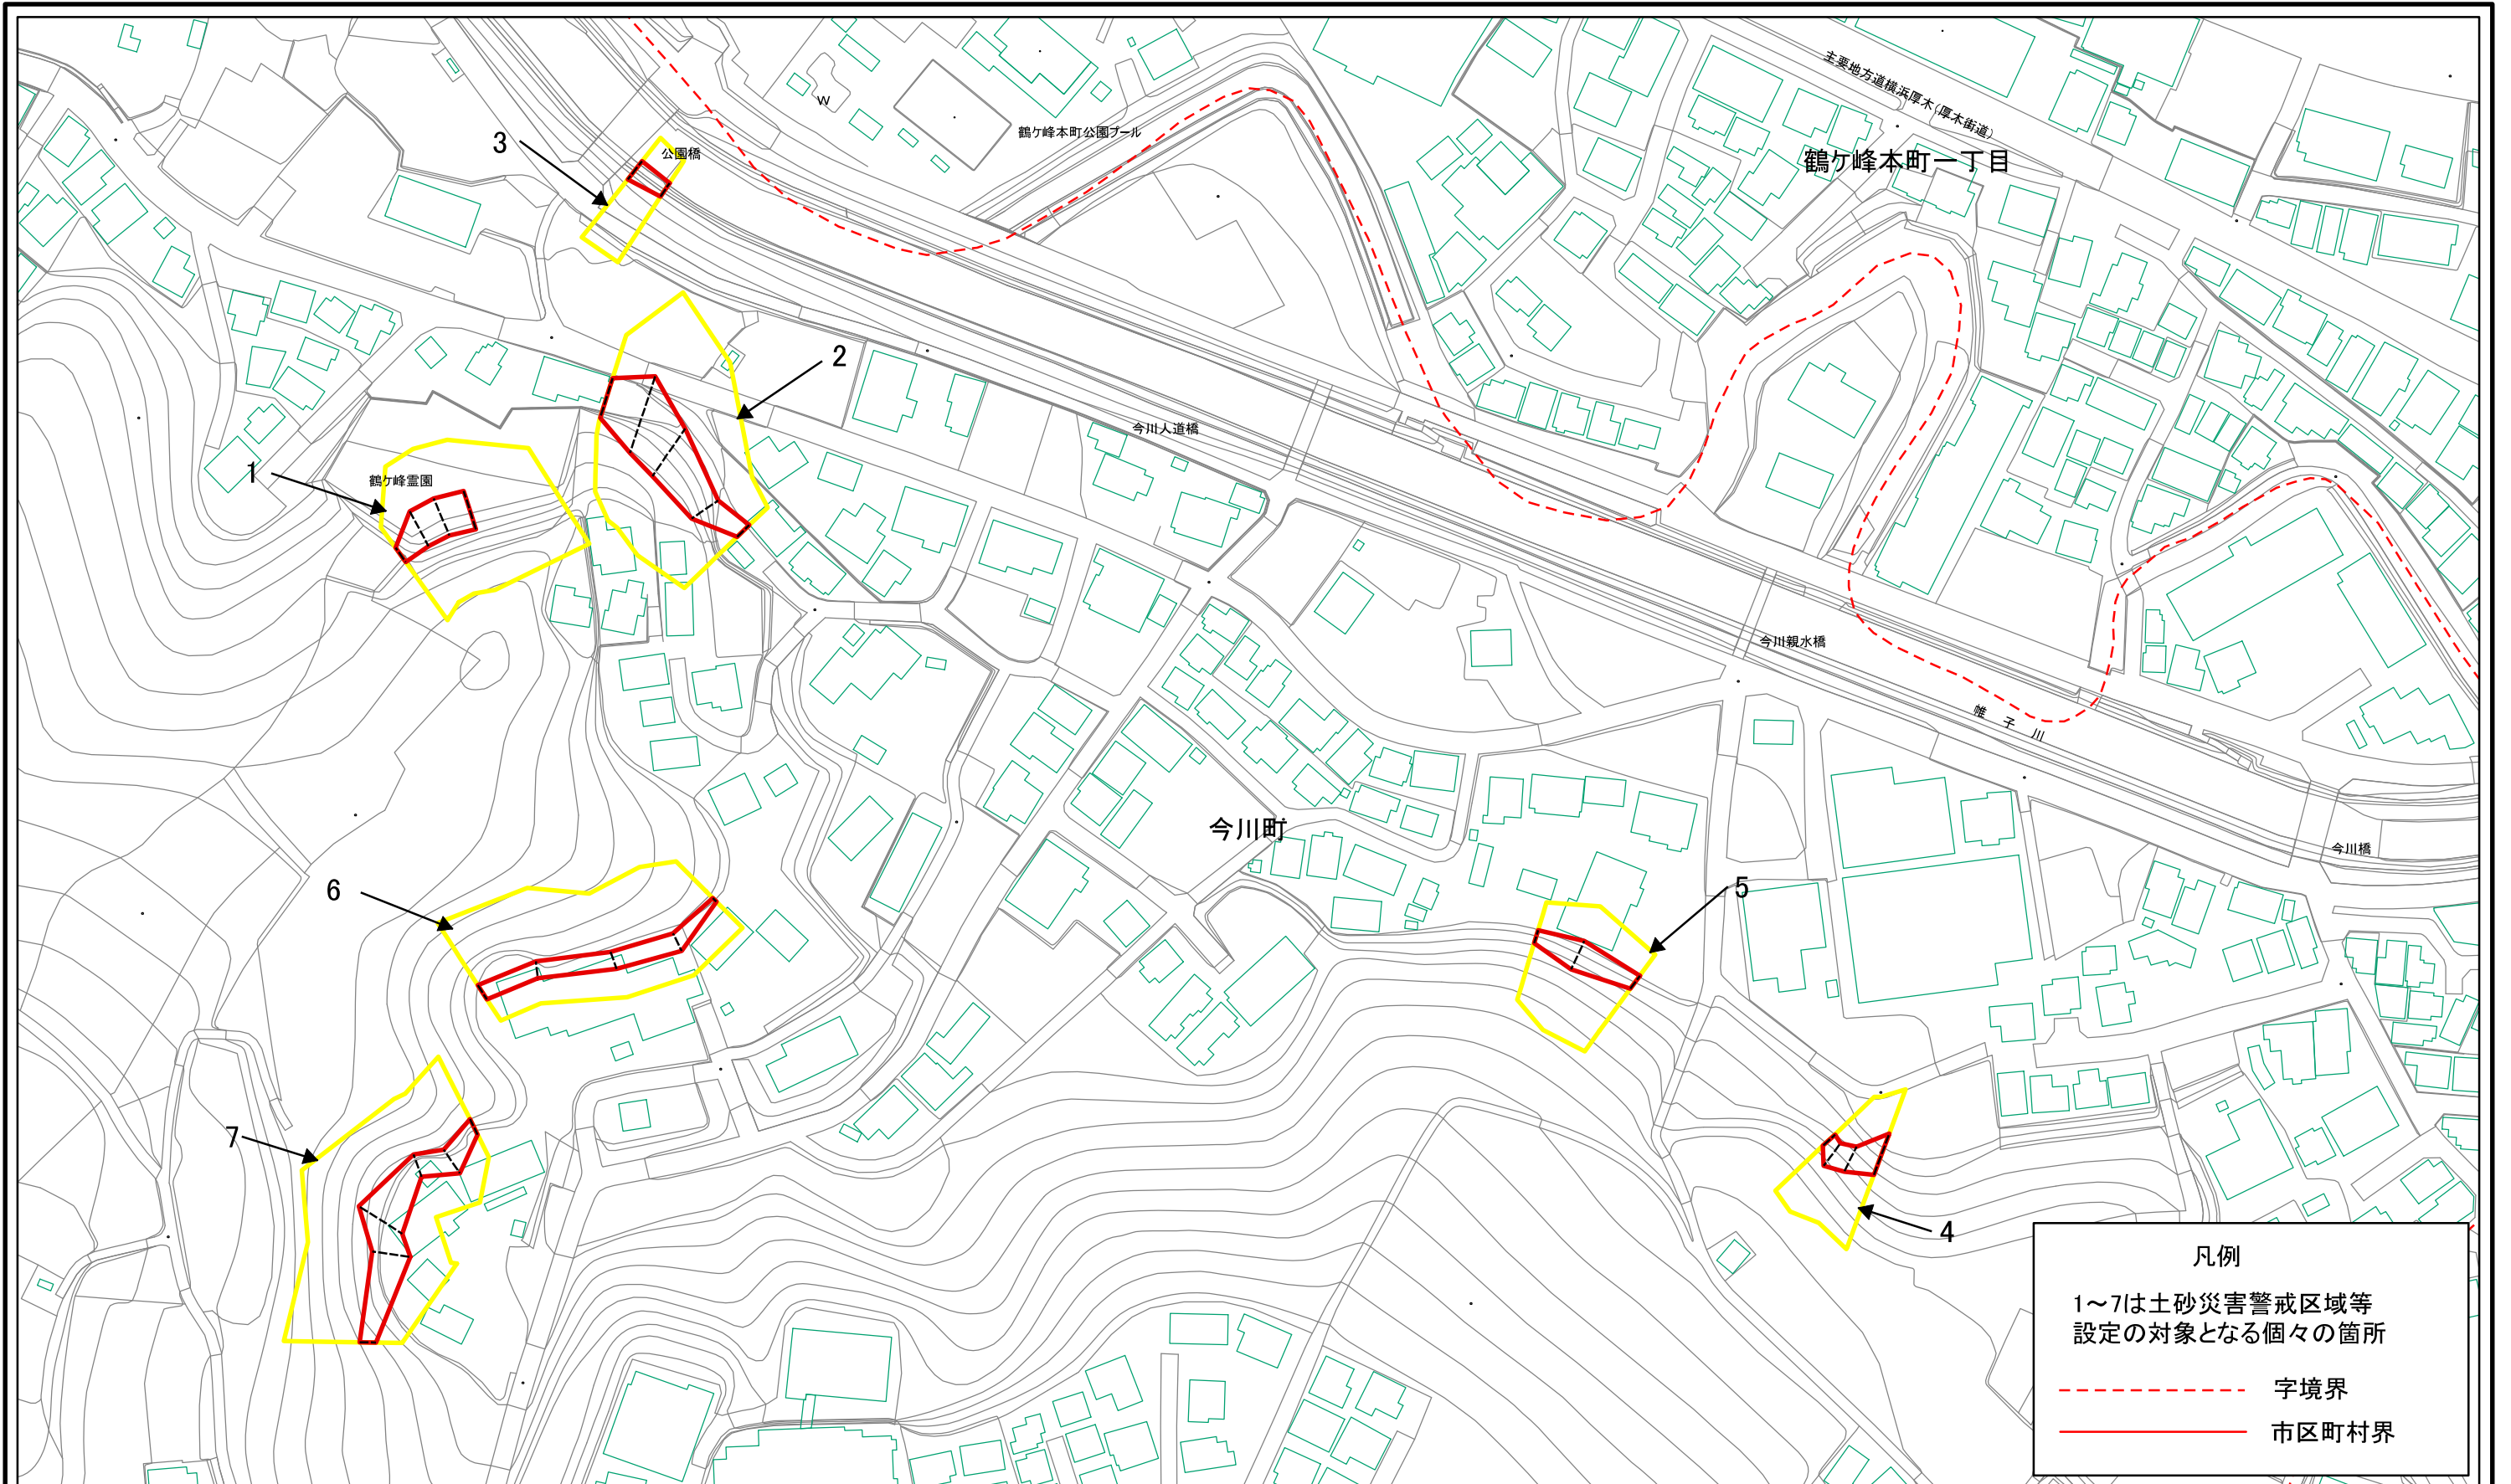 主要地方道横浜厚木(厚木街道)
W
鶴ケ峰本町公園プール
3
公園橋
鶴ケ峰本町一丁目
2
今川人道橋
1
鶴ケ峰霊園
今川親水橋
帷子川
今川町
今川橋
6
5
7
4
凡例
1～7は土砂災害警戒区域等
設定の対象となる個々の箇所
字境界
市区町村界